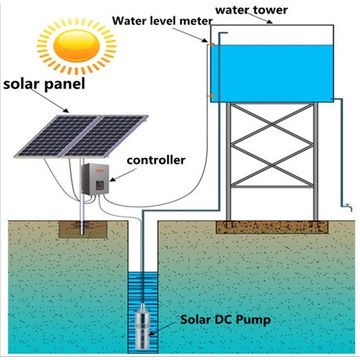 water tower
Water level meter
solar panel
controller
Solar DC Pump